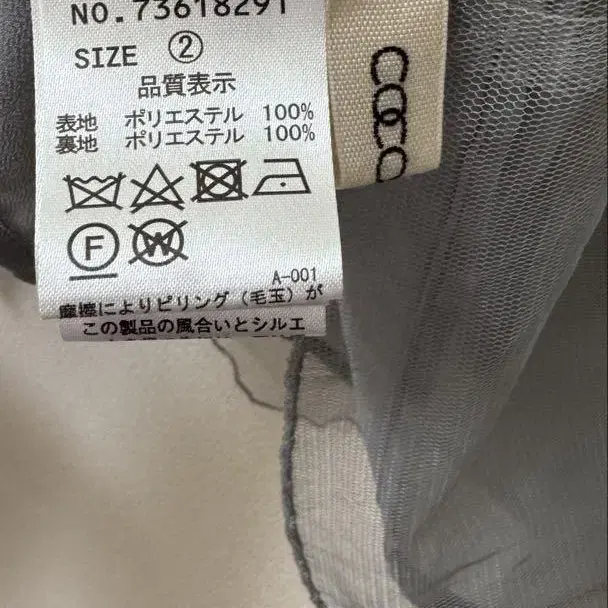 NO.73618291
SIZE ②
品質表示
表地 ポリエステル 100%
裏地 ポリエステル 100%
F W
A-001
摩擦によりピリング（毛玉）が
この製品の風合いとシルエ
COCO